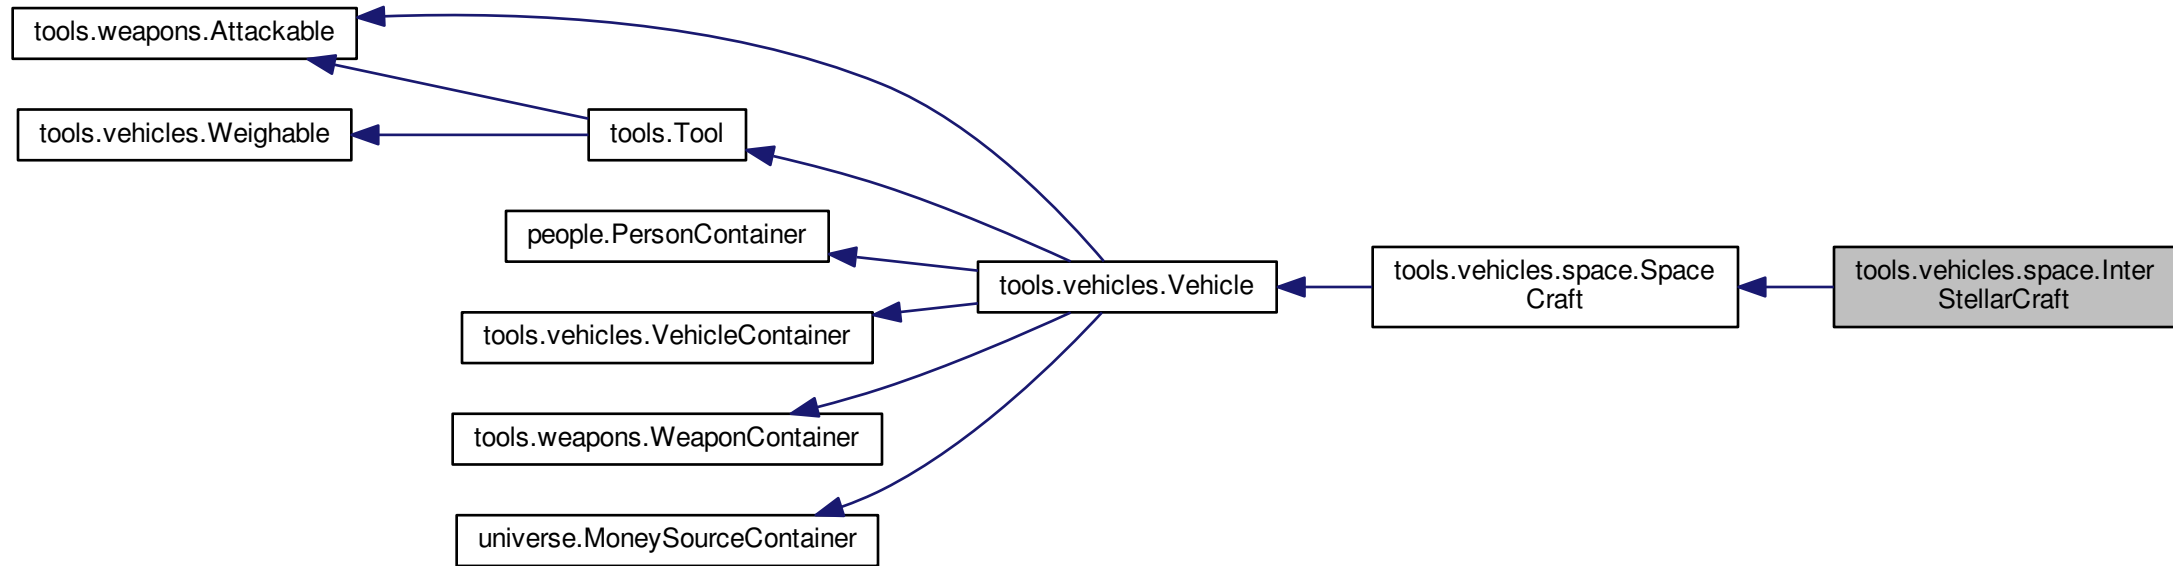 tools.weapons.Attackable
tools.vehicles.Weighable
tools.Tool
people.PersonContainer
tools.vehicles.VehicleContainer
tools.weapons.WeaponContainer
universe.MoneySourceContainer
tools.vehicles.Vehicle
tools.vehicles.space.Space
Craft
tools.vehicles.space.Inter
StellarCraft